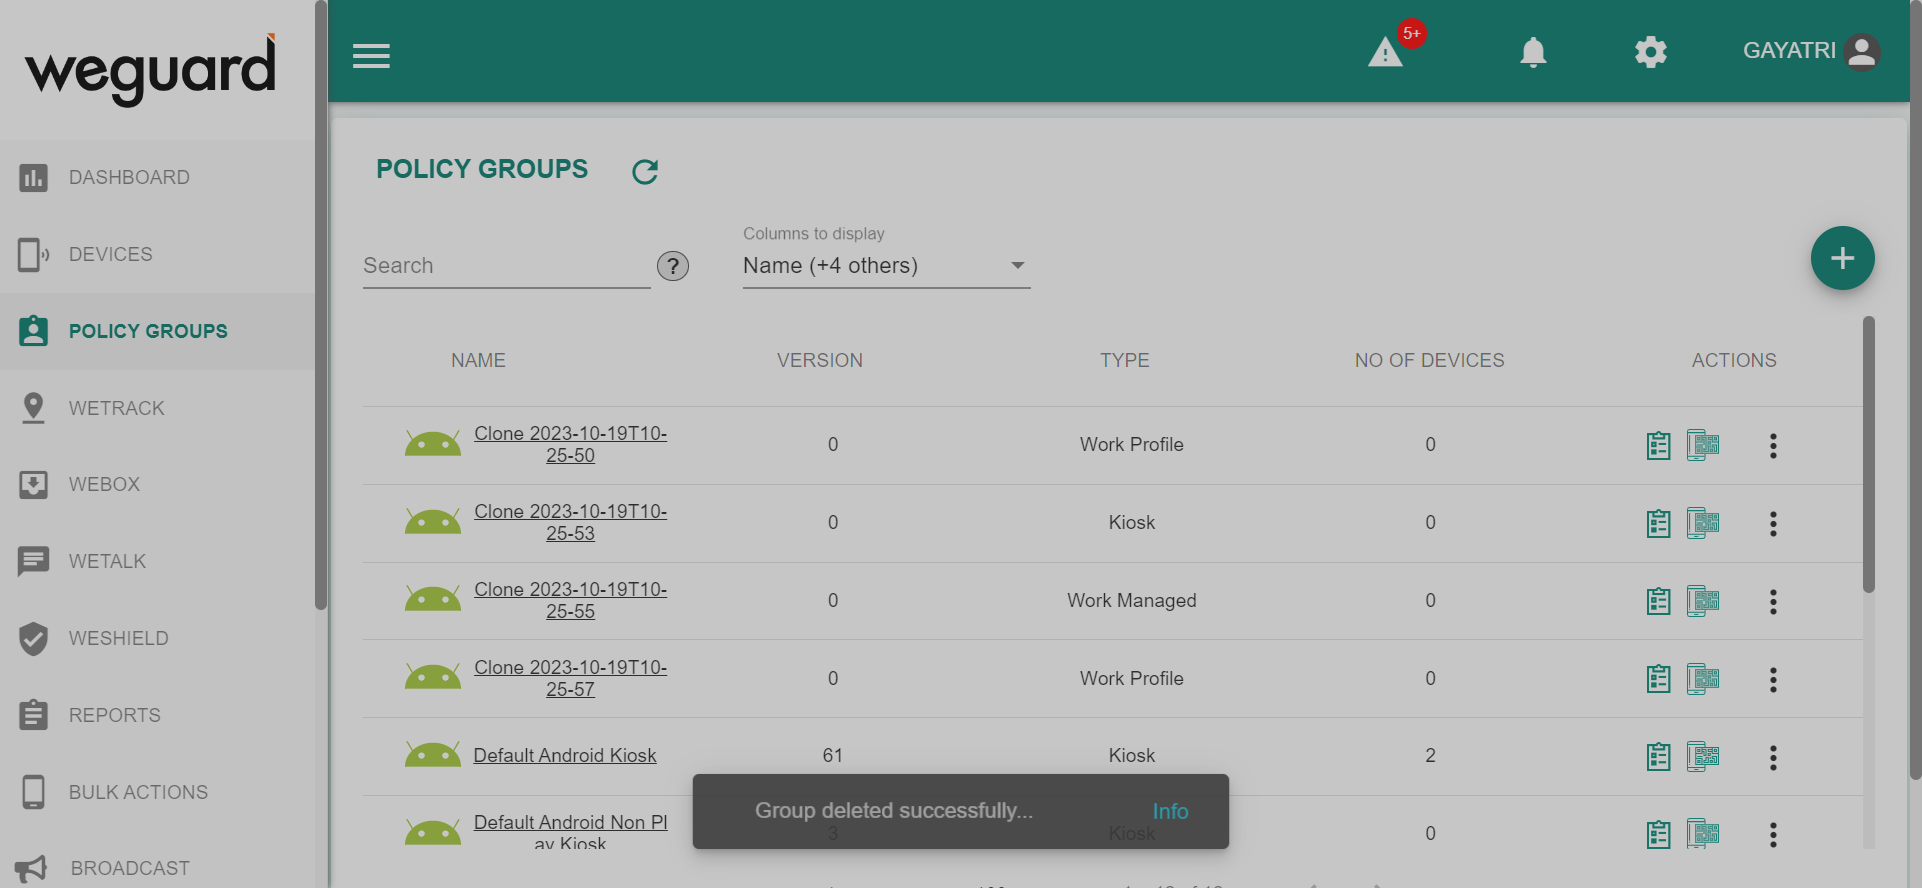 weguard
5+
GAYATRI
DASHBOARD
DEVICES
POLICY GROUPS
WETRACK
WEBOX
WETALK
WESHIELD
REPORTS
BULK ACTIONS
BROADCAST
POLICY GROUPS
Search
?
Columns to display
Name (+4 others)
+
NAME VERSION TYPE NO OF DEVICES ACTIONS
Clone 2023-10-19T10-
25-50
0 Work Profile 0
Clone 2023-10-19T10-
25-53
0 Kiosk 0
Clone 2023-10-19T10-
25-55
0 Work Managed 0
Clone 2023-10-19T10-
25-57
0 Work Profile 0
Default Android Kiosk 61 Kiosk 2
Default Android Non Pl
ay Kiosk
3 Kiosk 0
Group deleted successfully... Info